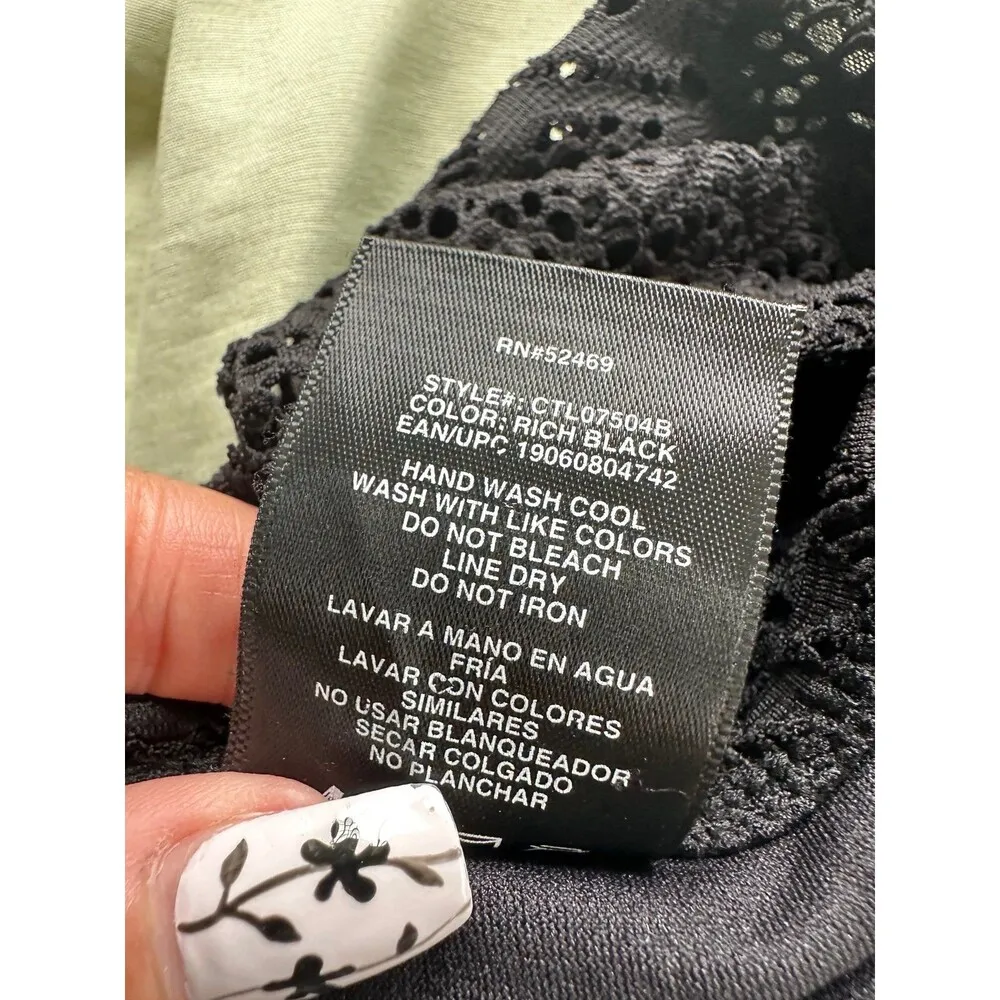 RN#52469
STYLE#: CTL07504B
COLOR: RICH BLACK
EAN/UPC 19060804742
HAND WASH COOL
WASH WITH LIKE COLORS
DO NOT BLEACH
LINE DRY
DO NOT IRON
LAVAR A MANO EN AGUA
FRÍA
LAVAR CON COLORES
SIMILARES
NO USAR BLANQUEADOR
SECAR COLGADO
NO PLANCHAR